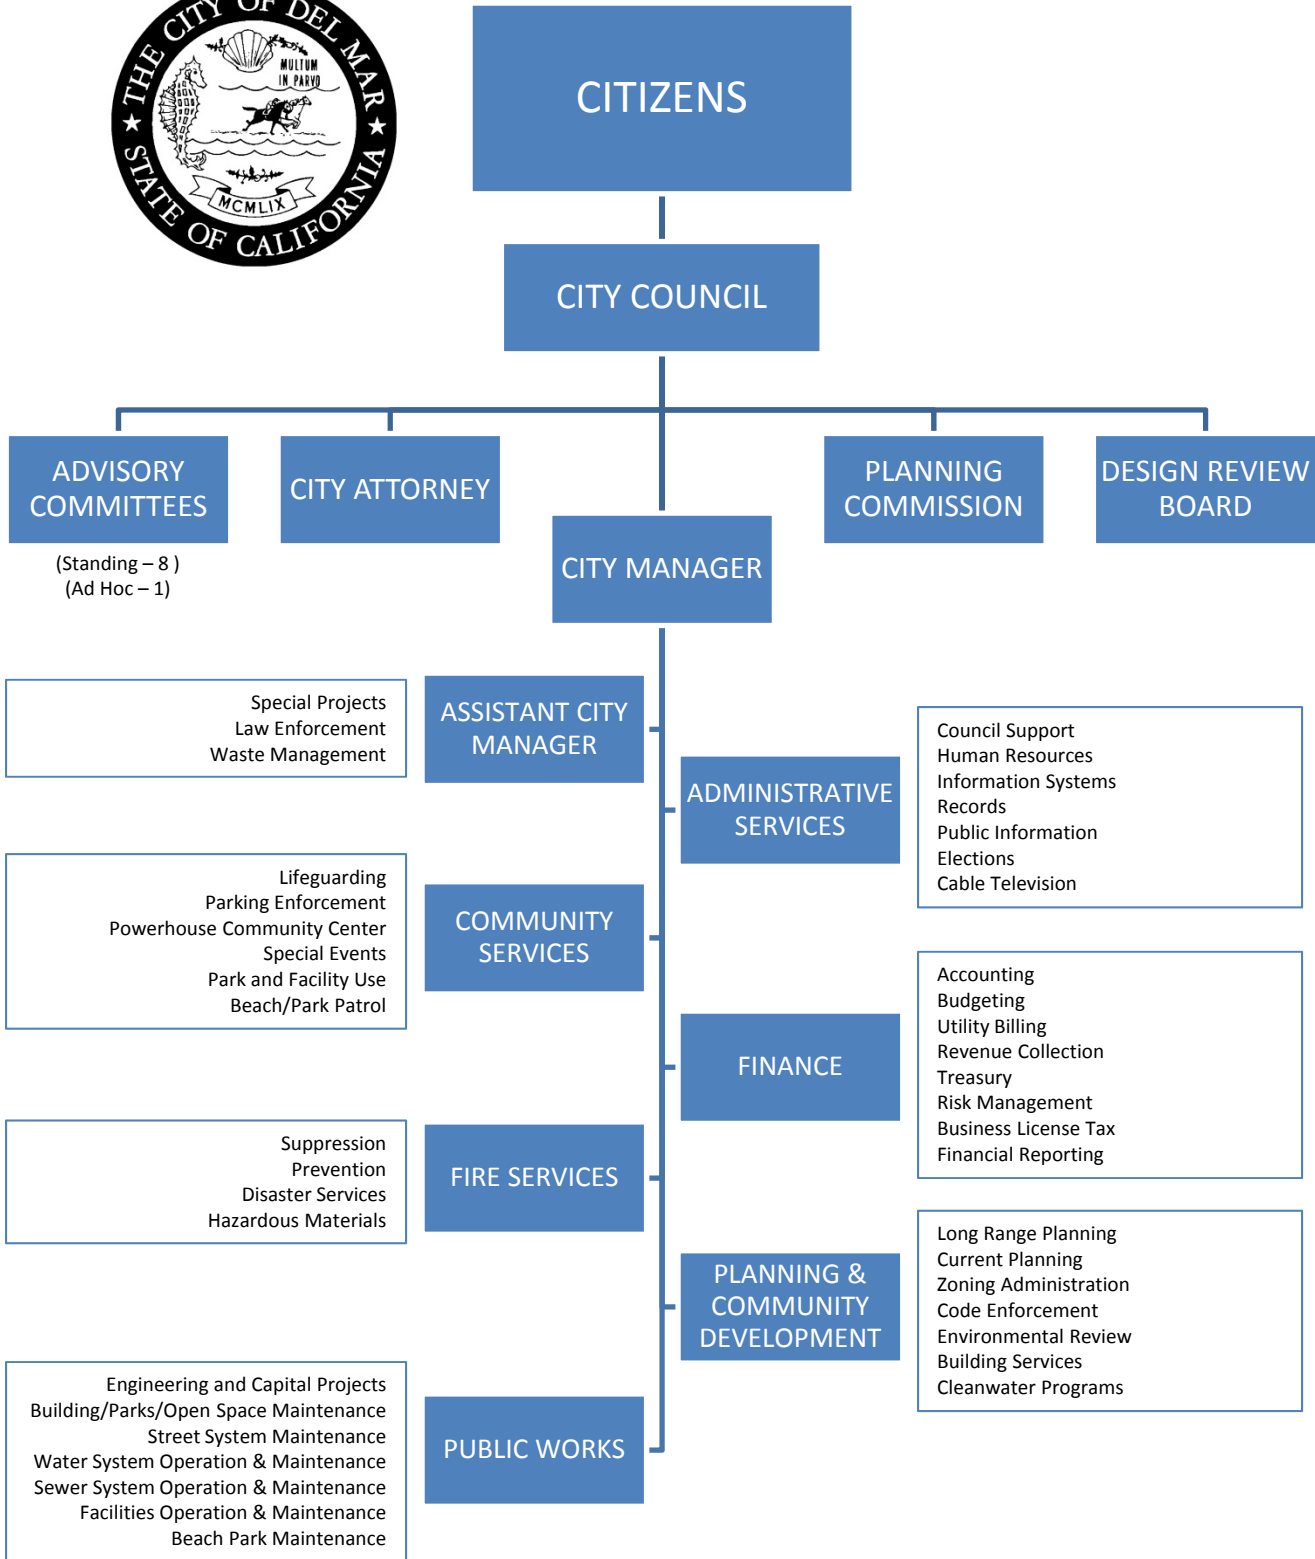 THE CITY OF DEL MAR
STATE OF CALIFORNIA
MULTUM
IN PARVO
MCMLIX
CITIZENS
CITY COUNCIL
ADVISORY
COMMITTEES
(Standing – 8 )
(Ad Hoc – 1)
CITY ATTORNEY
CITY MANAGER
PLANNING
COMMISSION
DESIGN REVIEW
BOARD
Special Projects
Law Enforcement
Waste Management
ASSISTANT CITY
MANAGER
ADMINISTRATIVE
SERVICES
Council Support
Human Resources
Information Systems
Records
Public Information
Elections
Cable Television
Lifeguarding
Parking Enforcement
Powerhouse Community Center
Special Events
Park and Facility Use
Beach/Park Patrol
COMMUNITY
SERVICES
FINANCE
Accounting
Budgeting
Utility Billing
Revenue Collection
Treasury
Risk Management
Business License Tax
Financial Reporting
Suppression
Prevention
Disaster Services
Hazardous Materials
FIRE SERVICES
PLANNING &
COMMUNITY
DEVELOPMENT
Long Range Planning
Current Planning
Zoning Administration
Code Enforcement
Environmental Review
Building Services
Cleanwater Programs
Engineering and Capital Projects
Building/Parks/Open Space Maintenance
Street System Maintenance
Water System Operation & Maintenance
Sewer System Operation & Maintenance
Facilities Operation & Maintenance
Beach Park Maintenance
PUBLIC WORKS